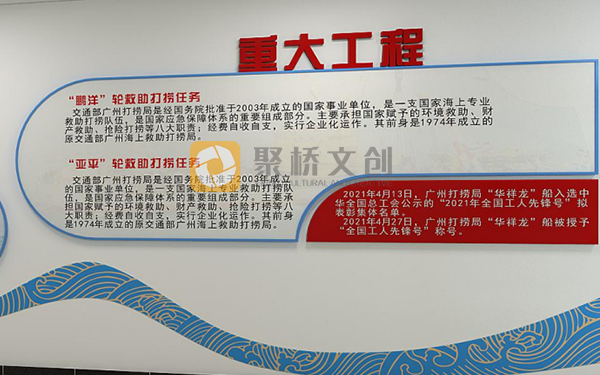 重大工程
“鹏洋”轮救助打捞任务
交通部广州打捞局是经国务院批准于2003年成立的国家事业单位，是一支国家海上专业
救助打捞队伍，是国家应急保障体系的重要组成部分。主要承担国家赋予的环境救助、财
产救助、抢险打捞等八大职责；经费自收自支，实行企业化运作。其前身是1974年成立的
原交通部广州海上救助打捞局。
“亚平”轮救助打捞任务
交通部广州打捞局是经国务院批准于2003年成立
的国家事业单位，是一支国家海上专业救助打捞队
伍，是国家应急保障体系的重要组成部分。主要承
担国家赋予的环境救助、财产救助、抢险打捞等八
大职责；经费自收自支，实行企业化运作。其前身
是1974年成立的原交通部广州海上救助打捞局。
2021年4月13日，广州打捞局“华祥龙”船入选中
华全国总工会公示的“2021年全国工人先锋号”拟
表彰集体名单。
2021年4月27日，广州打捞局“华祥龙”船被授予
“全国工人先锋号”称号。
聚桥文创